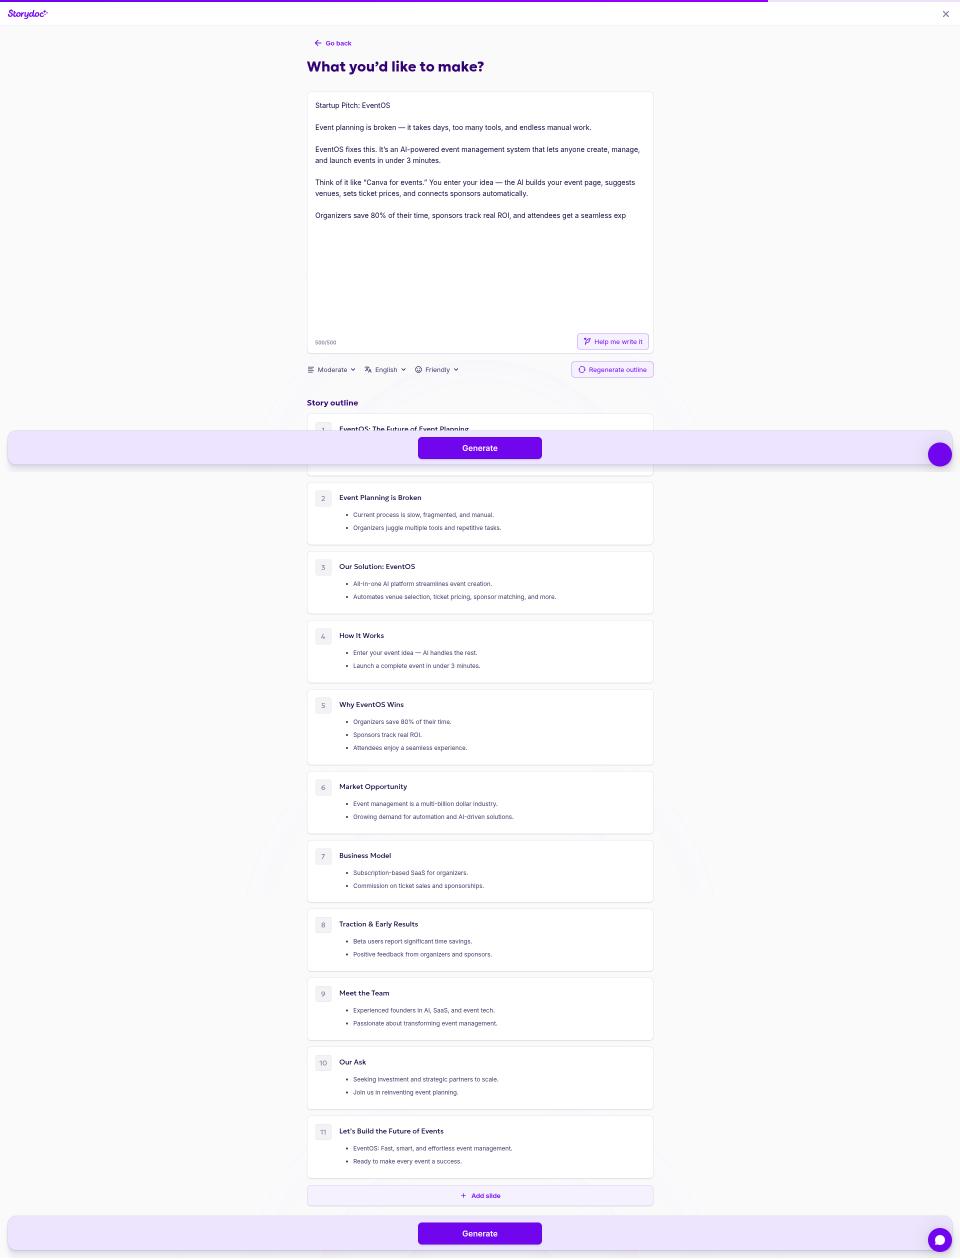 Storydoc
Go back
What you'd like to make?
Startup Pitch: EventOS
Event planning is broken — it takes days, too many tools, and endless manual work.
EventOS fixes this. It's an AI-powered event management system that lets anyone create, manage,
and launch events in under 3 minutes.
Think of it like "Canva for events." You enter your idea — the AI builds your event page, suggests
venues, sets ticket prices, and connects sponsors automatically.
Organizers save 80% of their time, sponsors track real ROI, and attendees get a seamless exp
500/500
Help me write it
Moderate English Friendly
Regenerate outline
Story outline
1 EventOS: The Future of Event Planning
Generate
2 Event Planning is Broken
• Current process is slow, fragmented, and manual.
• Organizers juggle multiple tools and repetitive tasks.
3 Our Solution: EventOS
• All-in-one AI platform streamlines event creation.
• Automates venue selection, ticket pricing, sponsor matching, and more.
4 How It Works
• Enter your event idea — AI handles the rest.
• Launch a complete event in under 3 minutes.
5 Why EventOS Wins
• Organizers save 80% of their time.
• Sponsors track real ROI.
• Attendees enjoy a seamless experience.
6 Market Opportunity
• Event management is a multi-billion dollar industry.
• Growing demand for automation and AI-driven solutions.
7 Business Model
• Subscription-based SaaS for organizers.
• Commission on ticket sales and sponsorships.
8 Traction & Early Results
• Beta users report significant time savings.
• Positive feedback from organizers and sponsors.
9 Meet the Team
• Experienced founders in AI, SaaS, and event tech.
• Passionate about transforming event management.
10 Our Ask
• Seeking investment and strategic partners to scale.
• Join us in reinventing event planning.
11 Let's Build the Future of Events
• EventOS: Fast, smart, and effortless event management.
• Ready to make every event a success.
+ Add slide
Generate